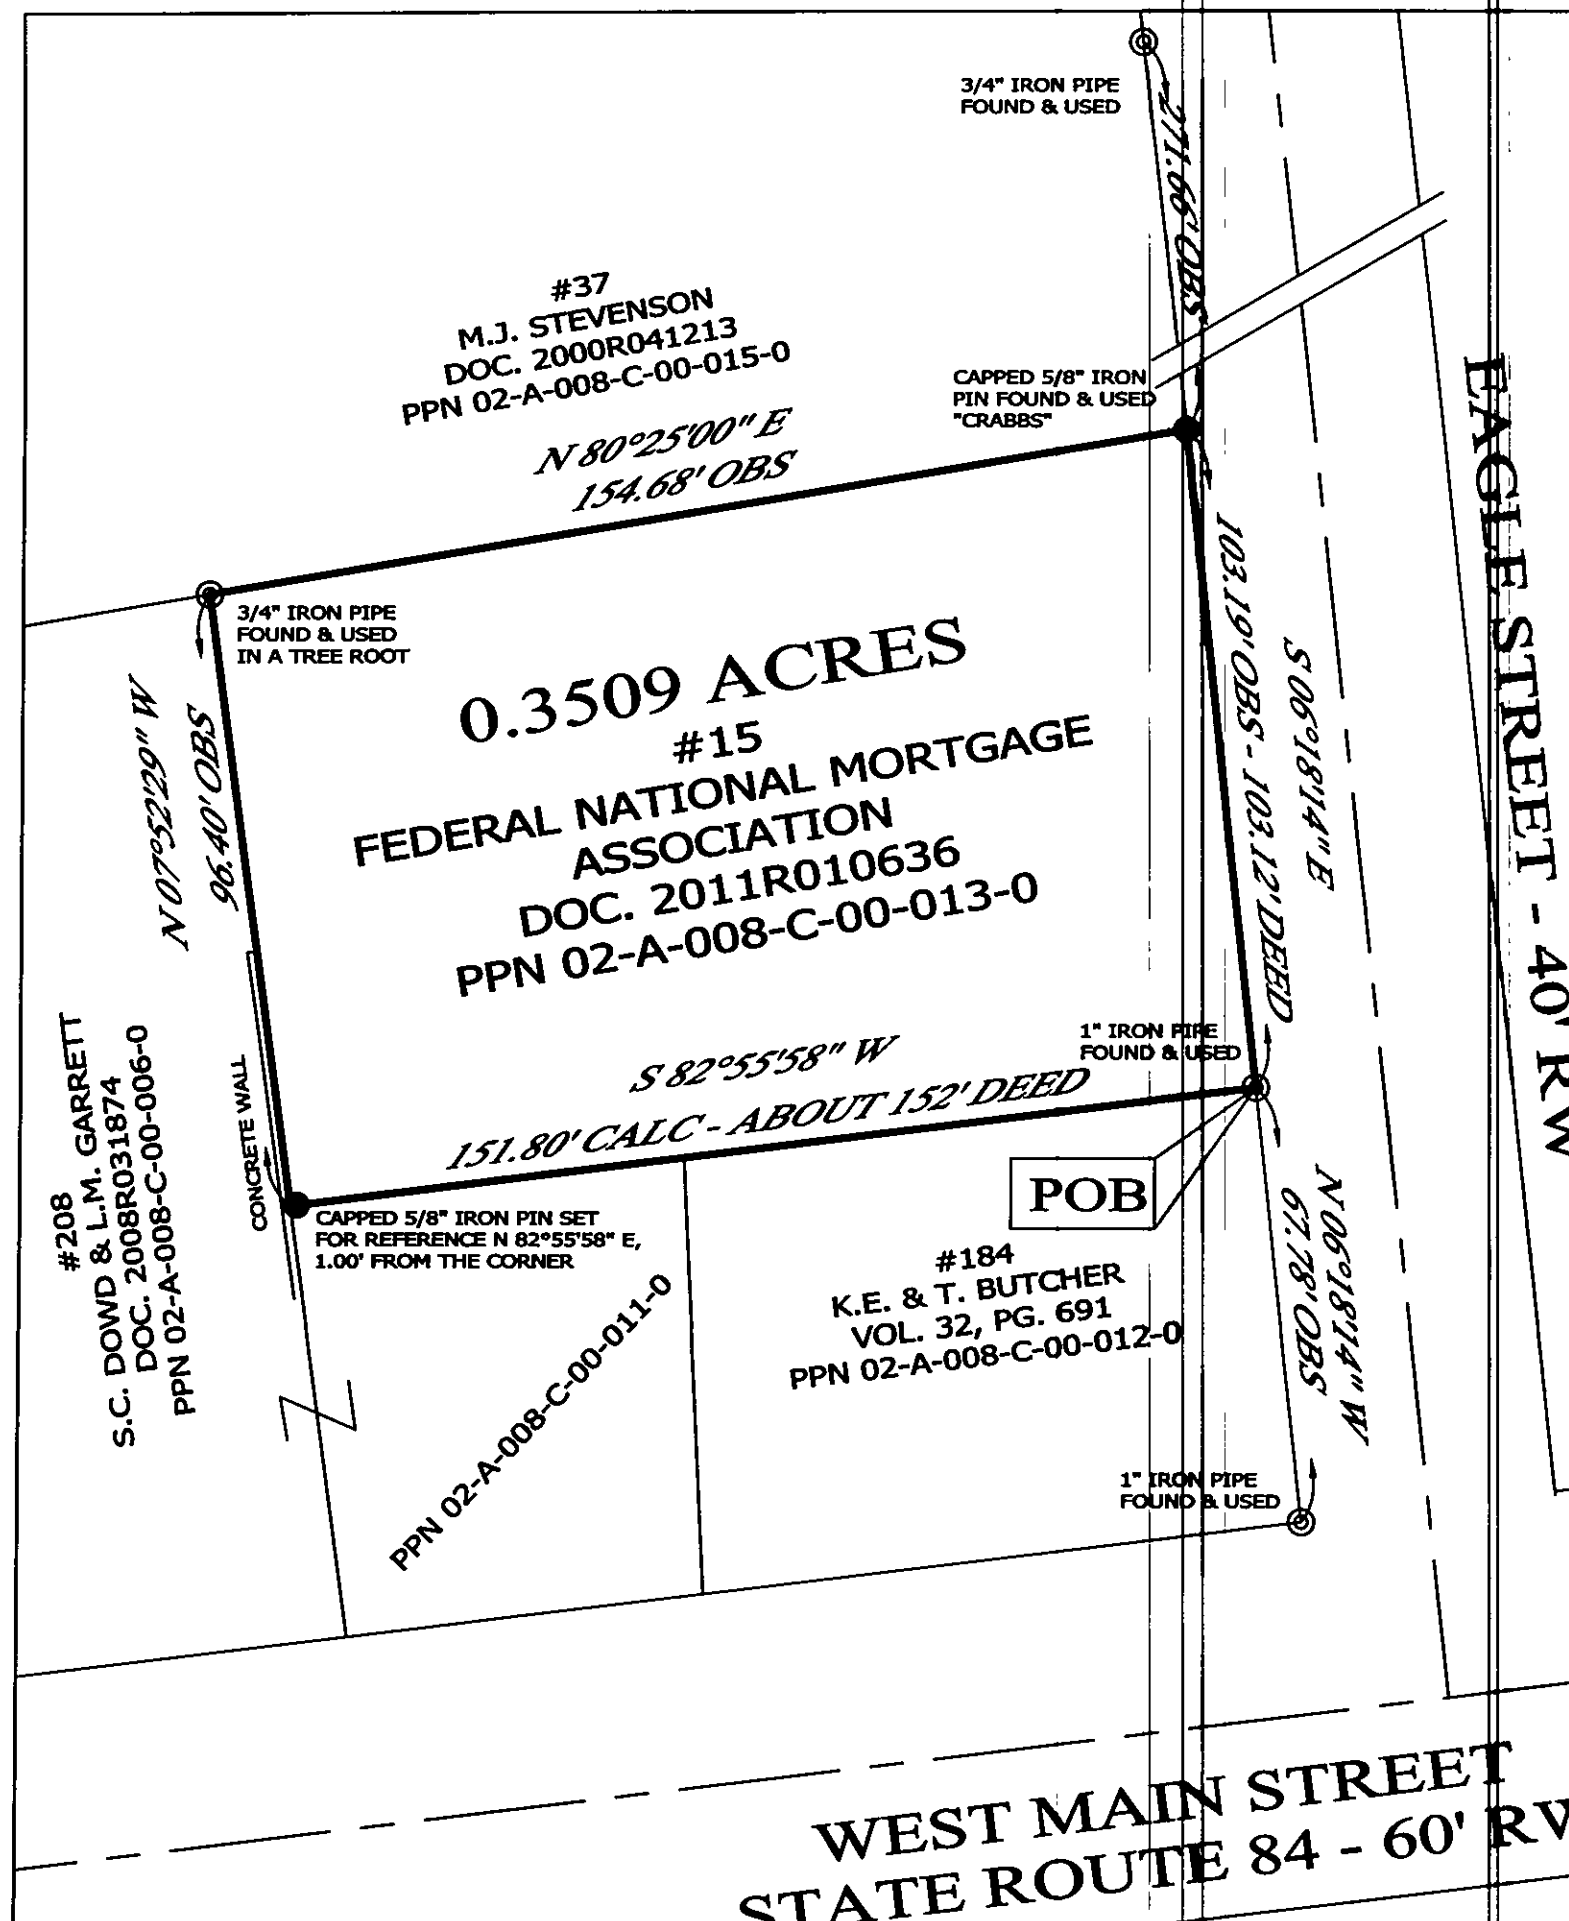 3/4" IRON PIPE
FOUND & USED
271.66' OBS
#37
M.J. STEVENSON
DOC. 2000R041213
PPN 02-A-008-C-00-015-0
N 80°25'00" E
154.68' OBS
CAPPED 5/8" IRON
PIN FOUND & USED
"CRABBS"
EAGLE STREET - 40' RW
3/4" IRON PIPE
FOUND & USED
IN A TREE ROOT
N 07°52'29" W
96.40' OBS
0.3509 ACRES
#15
FEDERAL NATIONAL MORTGAGE
ASSOCIATION
DOC. 2011R010636
PPN 02-A-008-C-00-013-0
S 06°18'14" E
103.19' OBS - 103.12' DEED
S 82°55'58" W
151.80' CALC - ABOUT 152' DEED
1" IRON PIPE
FOUND & USED
#208
S.C. DOWD & L.M. GARRETT
DOC. 2008R031874
PPN 02-A-008-C-00-006-0
CONCRETE WALL
CAPPED 5/8" IRON PIN SET
FOR REFERENCE N 82°55'58" E,
1.00' FROM THE CORNER
POB
PPN 02-A-008-C-00-011-0
#184
K.E. & T. BUTCHER
VOL. 32, PG. 691
PPN 02-A-008-C-00-012-0
N 06°18'14" W
67.78' OBS
1" IRON PIPE
FOUND & USED
WEST MAIN STREET
STATE ROUTE 84 - 60' RW